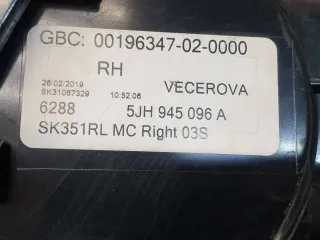 GBC: 00196347-02-0000
RH
26/02/2019 10:52:06 VECEROVA
SK31067329
6288 5JH 945 096 A
SK351RL MC Right 03S